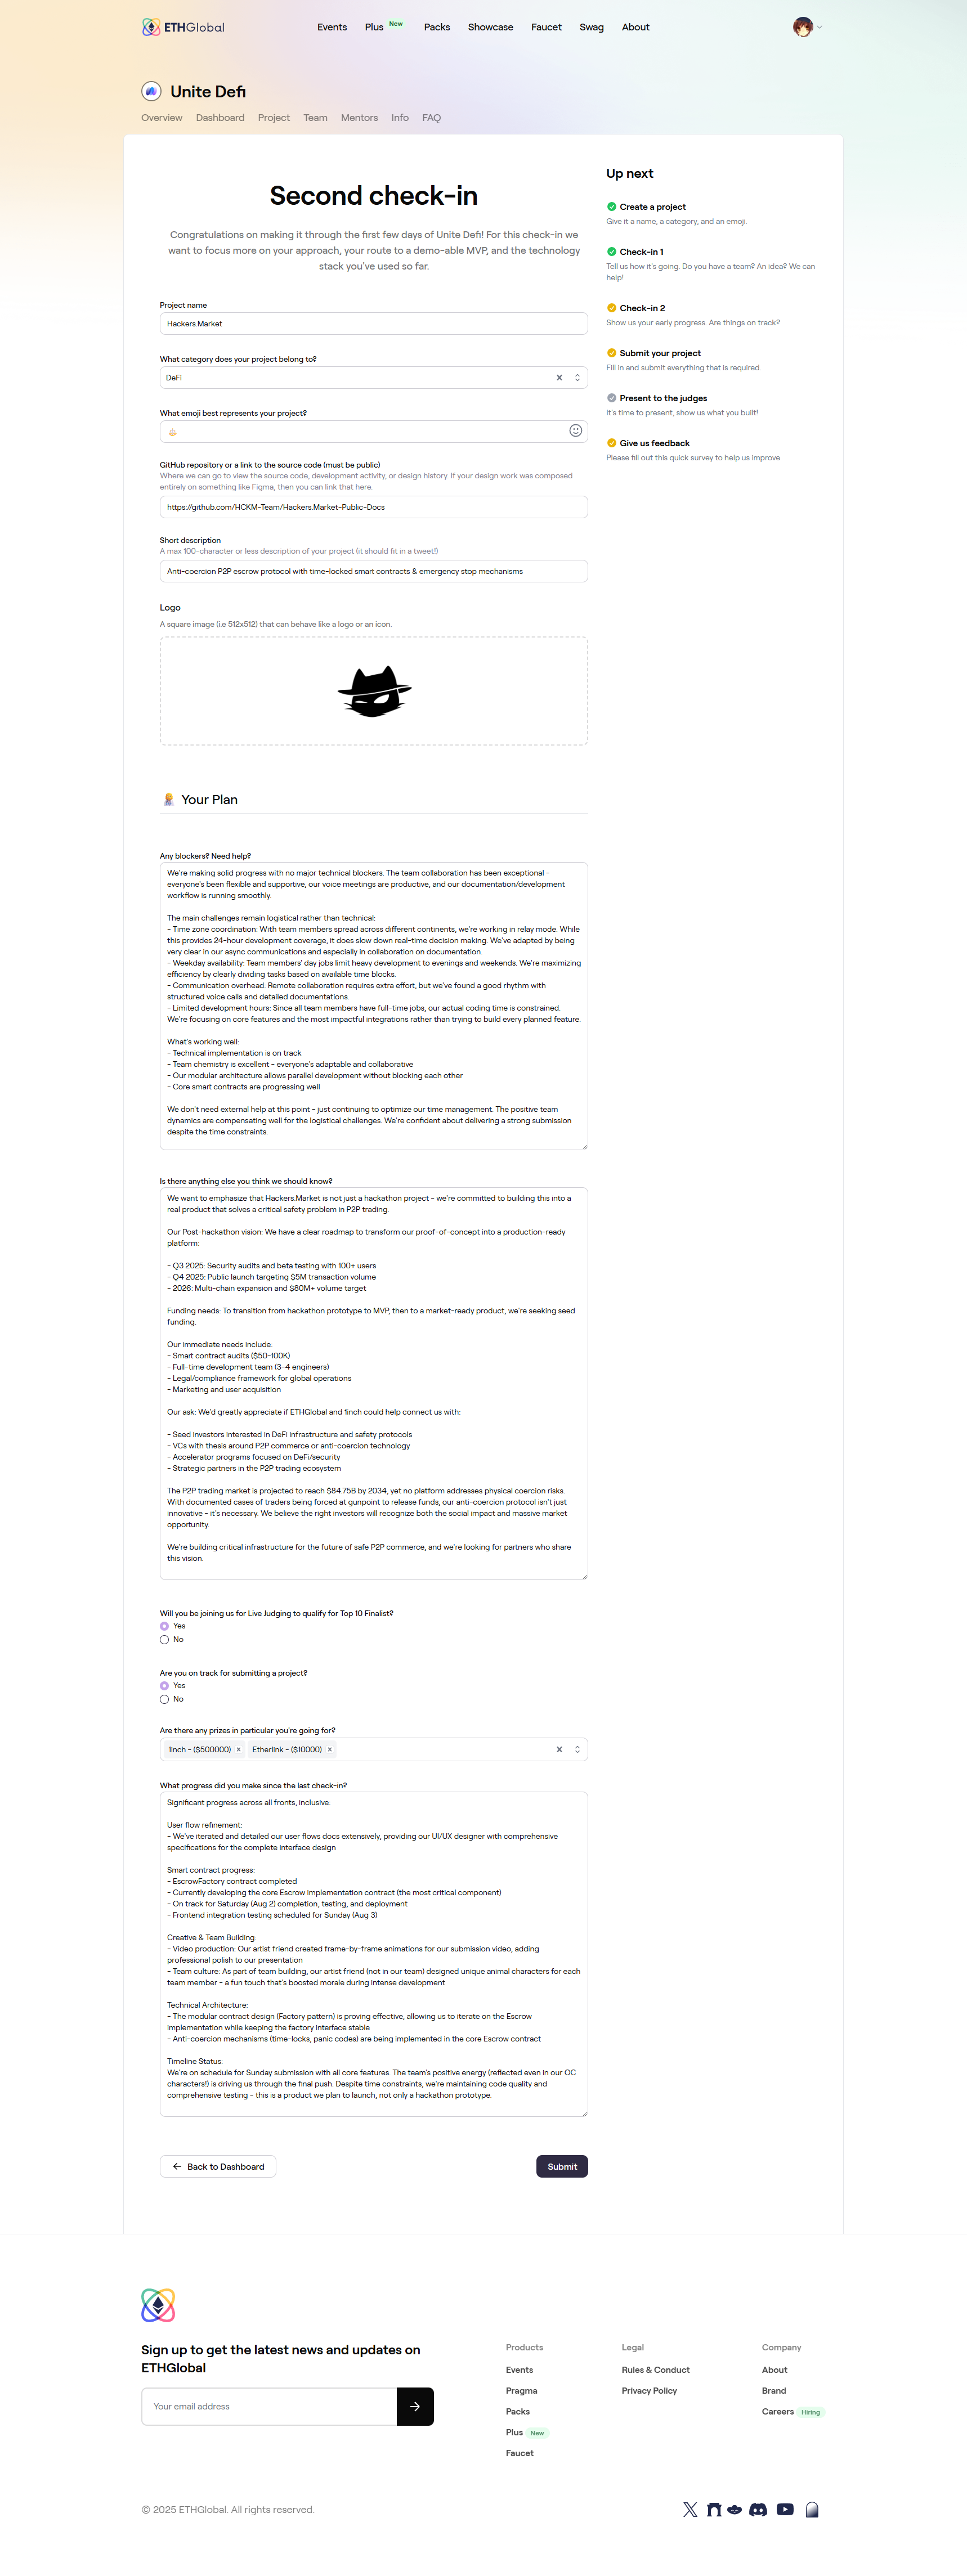 ETHGlobal
Events
Plus
New
Packs
Showcase
Faucet
Swag
About
Unite Defi
Overview
Dashboard
Project
Team
Mentors
Info
FAQ
Second check-in
Congratulations on making it through the first few days of Unite Defi! For this check-in we
want to focus more on your approach, your route to a demo-able MVP, and the technology
stack you've used so far.
Project name
Hackers.Market
What category does your project belong to?
DeFi
What emoji best represents your project?
GitHub repository or a link to the source code (must be public)
Where we can go to view the source code, development activity, or design history. If your design work was composed
entirely on something like Figma, then you can link that here.
https://github.com/HCKM-Team/Hackers.Market-Public-Docs
Short description
A max 100-character or less description of your project (it should fit in a tweet!)
Anti-coercion P2P escrow protocol with time-locked smart contracts & emergency stop mechanisms
Logo
A square image (i.e 512x512) that can behave like a logo or an icon.
Your Plan
Any blockers? Need help?
We're making solid progress with no major technical blockers. The team collaboration has been exceptional -
everyone's been flexible and supportive, our voice meetings are productive, and our documentation/development
workflow is running smoothly.
The main challenges remain logistical rather than technical:
- Time zone coordination: With team members spread across different continents, we're working in relay mode. While
this provides 24-hour development coverage, it does slow down real-time decision making. We've adapted by being
very clear in our async communications and especially in collaboration on documentation.
- Weekday availability: Team members' day jobs limit heavy development to evenings and weekends. We're maximizing
efficiency by clearly dividing tasks based on available time blocks.
- Communication overhead: Remote collaboration requires extra effort, but we've found a good rhythm with
structured voice calls and detailed documentations.
- Limited development hours: Since all team members have full-time jobs, our actual coding time is constrained.
We're focusing on core features and the most impactful integrations rather than trying to build every planned feature.
What's working well:
- Technical implementation is on track
- Team chemistry is excellent - everyone's adaptable and collaborative
- Our modular architecture allows parallel development without blocking each other
- Core smart contracts are progressing well
We don't need external help at this point - just continuing to optimize our time management. The positive team
dynamics are compensating well for the logistical challenges. We're confident about delivering a strong submission
despite the time constraints.
Is there anything else you think we should know?
We want to emphasize that Hackers.Market is not just a hackathon project - we're committed to building this into a
real product that solves a critical safety problem in P2P trading.
Our Post-hackathon vision: We have a clear roadmap to transform our proof-of-concept into a production-ready
platform:
- Q3 2025: Security audits and beta testing with 100+ users
- Q4 2025: Public launch targeting $5M transaction volume
- 2026: Multi-chain expansion and $80M+ volume target
Funding needs: To transition from hackathon prototype to MVP, then to a market-ready product, we're seeking seed
funding.
Our immediate needs include:
- Smart contract audits ($50-100K)
- Full-time development team (3-4 engineers)
- Legal/compliance framework for global operations
- Marketing and user acquisition
Our ask: We'd greatly appreciate if ETHGlobal and 1inch could help connect us with:
- Seed investors interested in DeFi infrastructure and safety protocols
- VCs with thesis around P2P commerce or anti-coercion technology
- Accelerator programs focused on DeFi/security
- Strategic partners in the P2P trading ecosystem
The P2P trading market is projected to reach $84.75B by 2034, yet no platform addresses physical coercion risks.
With documented cases of traders being forced at gunpoint to release funds, our anti-coercion protocol isn't just
innovative - it's necessary. We believe the right investors will recognize both the social impact and massive market
opportunity.
We're building critical infrastructure for the future of safe P2P commerce, and we're looking for partners who share
this vision.
Will you be joining us for Live Judging to qualify for Top 10 Finalist?
Yes
No
Are you on track for submitting a project?
Yes
No
Are there any prizes in particular you're going for?
1inch - ($500000) ×
Etherlink - ($10000) ×
What progress did you make since the last check-in?
Significant progress across all fronts, inclusive:
User flow refinement:
- We've iterated and detailed our user flows docs extensively, providing our UI/UX designer with comprehensive
specifications for the complete interface design
Smart contract progress:
- EscrowFactory contract completed
- Currently developing the core Escrow implementation contract (the most critical component)
- On track for Saturday (Aug 2) completion, testing, and deployment
- Frontend integration testing scheduled for Sunday (Aug 3)
Creative & Team Building:
- Video production: Our artist friend created frame-by-frame animations for our submission video, adding
professional polish to our presentation
- Team culture: As part of team building, our artist friend (not in our team) designed unique animal characters for each
team member - a fun touch that's boosted morale during intense development
Technical Architecture:
- The modular contract design (Factory pattern) is proving effective, allowing us to iterate on the Escrow
implementation while keeping the factory interface stable
- Anti-coercion mechanisms (time-locks, panic codes) are being implemented in the core Escrow contract
Timeline Status:
We're on schedule for Sunday submission with all core features. The team's positive energy (reflected even in our OC
characters!) is driving us through the final push. Despite time constraints, we're maintaining code quality and
comprehensive testing - this is a product we plan to launch, not only a hackathon prototype.
Back to Dashboard
Submit
Up next
Create a project
Give it a name, a category, and an emoji.
Check-in 1
Tell us how it's going. Do you have a team? An idea? We can
help!
Check-in 2
Show us your early progress. Are things on track?
Submit your project
Fill in and submit everything that is required.
Present to the judges
It's time to present, show us what you built!
Give us feedback
Please fill out this quick survey to help us improve
Sign up to get the latest news and updates on
ETHGlobal
Your email address
Products
Events
Pragma
Packs
Plus
New
Faucet
Legal
Rules & Conduct
Privacy Policy
Company
About
Brand
Careers
Hiring
© 2025 ETHGlobal. All rights reserved.